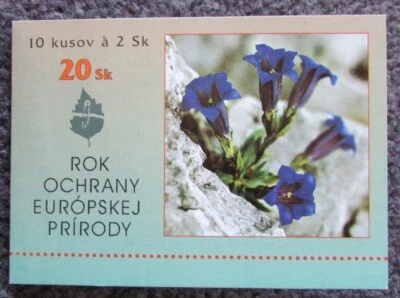 10 kusov à 2 Sk
20 Sk
ROK
OCHRANY
EURÓPSKEJ
PRÍRODY